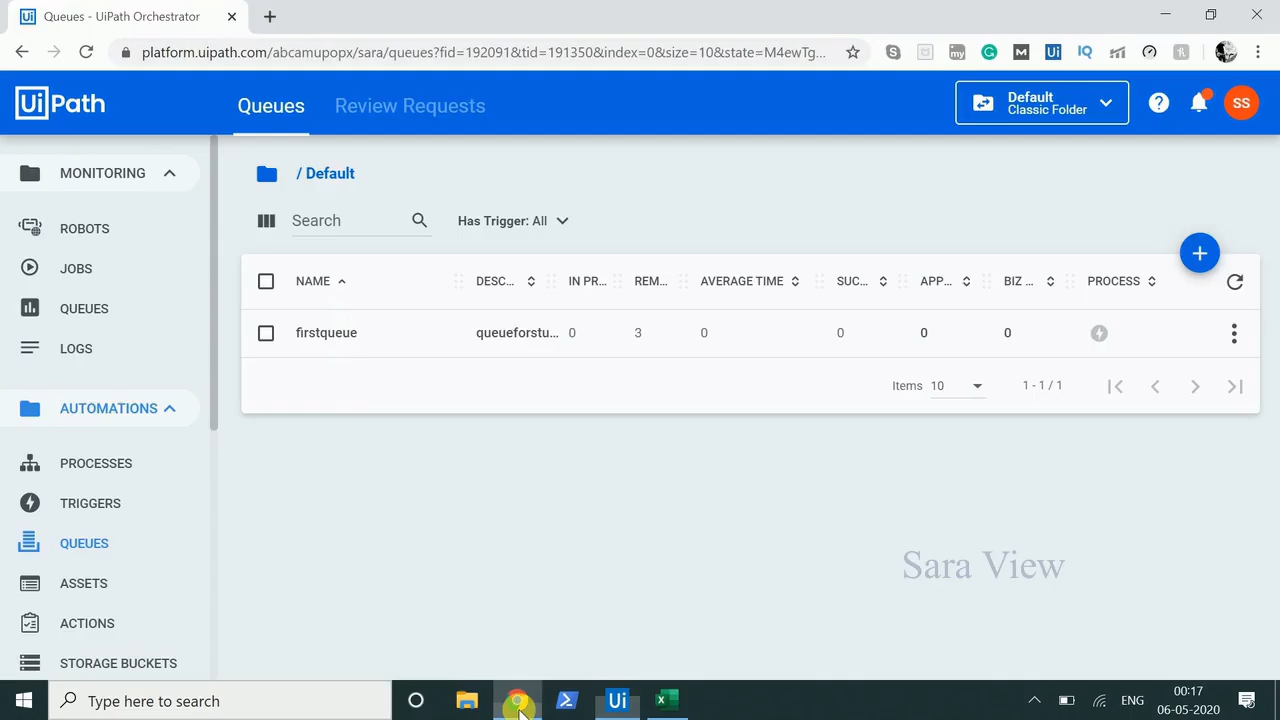 Queues - UiPath Orchestrator
platform.uipath.com/abcamupopx/sara/queues?fid=192091&tid=191350&index=0&size=10&state=M4ewTg...
UiPath
Queues
Review Requests
Default
Classic Folder
SS
MONITORING
ROBOTS
JOBS
QUEUES
LOGS
AUTOMATIONS
PROCESSES
TRIGGERS
QUEUES
ASSETS
ACTIONS
STORAGE BUCKETS
/ Default
Search
Has Trigger: All
NAME DESC... IN PR... REM... AVERAGE TIME SUC... APP... BIZ ... PROCESS
firstqueue queueforstu... 0 3 0 0 0 0
Items 10 1 - 1 / 1
Sara View
Type here to search
Ui
ENG
00:17
06-05-2020